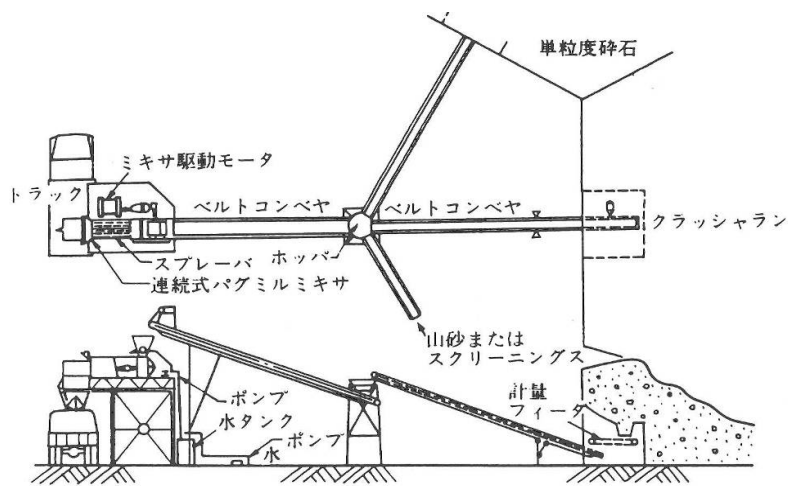 単粒度砕石
ミキサ駆動モータ
トラック
ベルトコンベヤ
ベルトコンベヤ
クラッシャラン
スプレーバ
ホッパ
連続式パグミルミキサ
山砂または
スクリーニングス
計量
フィーダ
ポンプ
水タンク
ポンプ
水